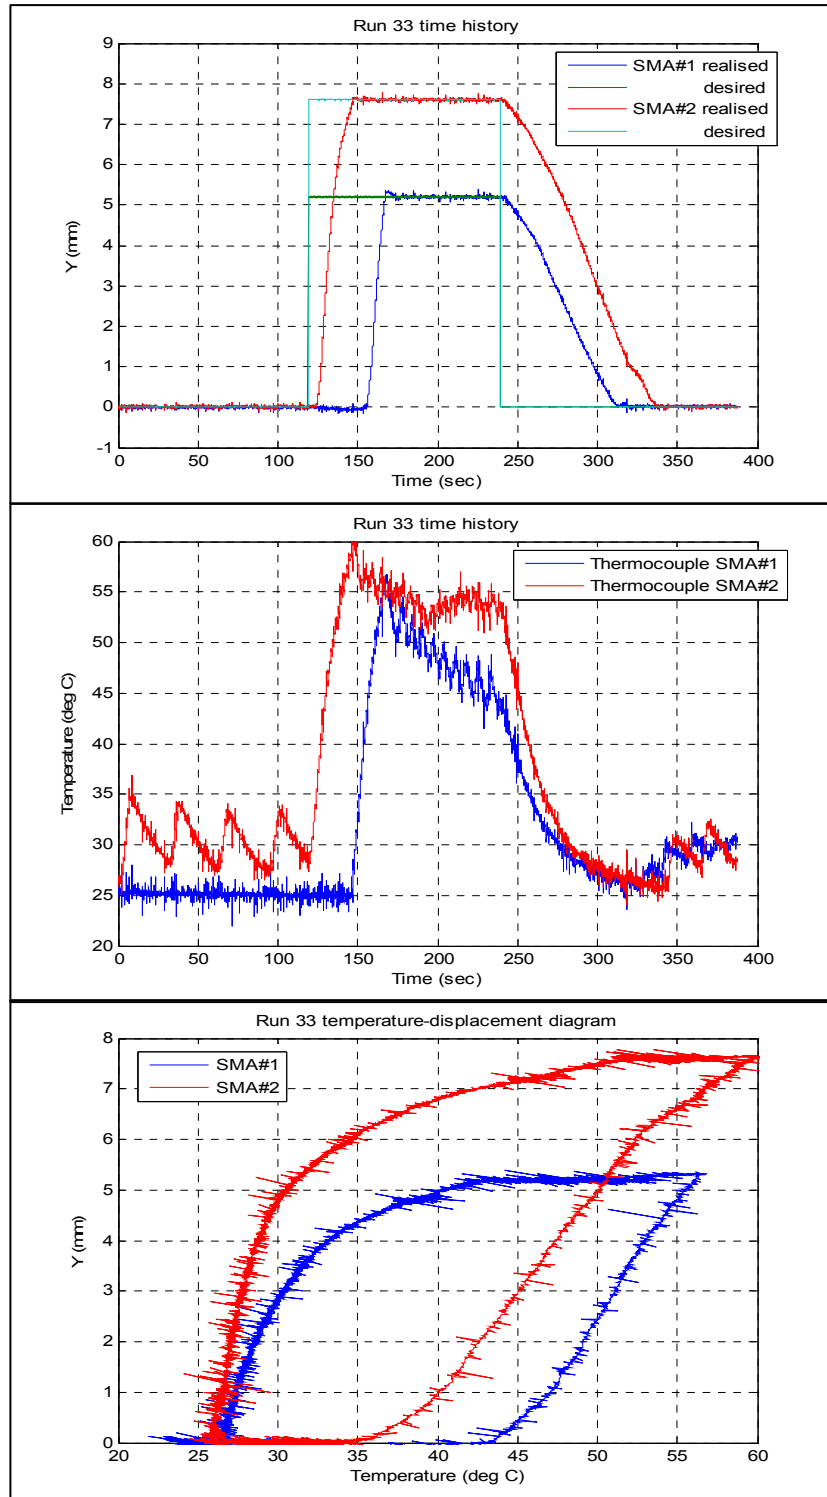 Run 33 time history
9
8
7
6
5
4
3
2
1
0
-1
Y (mm)
SMA#1 realised
desired
SMA#2 realised
desired
0 50 100 150 200 250 300 350 400
Time (sec)
Run 33 time history
60
55
50
45
40
35
30
25
20
Temperature (deg C)
Thermocouple SMA#1
Thermocouple SMA#2
0 50 100 150 200 250 300 350 400
Time (sec)
Run 33 temperature-displacement diagram
8
7
6
5
4
3
2
1
0
Y (mm)
SMA#1
SMA#2
20 25 30 35 40 45 50 55 60
Temperature (deg C)